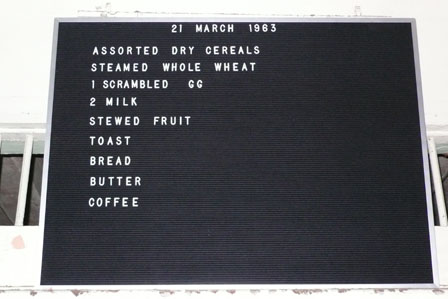 21 MARCH 1963
ASSORTED DRY CEREALS
STEAMED WHOLE WHEAT
1 SCRAMBLED GG
2 MILK
STEWED FRUIT
TOAST
BREAD
BUTTER
COFFEE